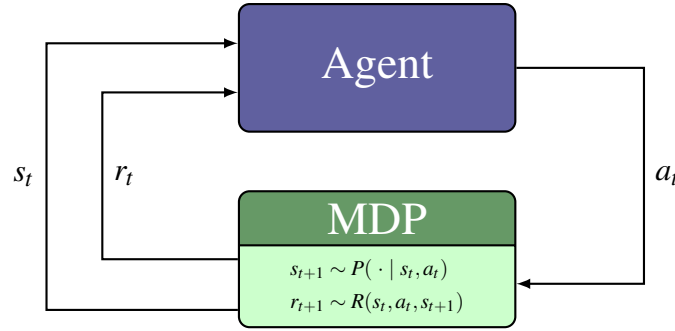 Agent
s_t
r_t
a_t
MDP
s_{t+1} ∼ P( · | s_t, a_t)
r_{t+1} ∼ R(s_t, a_t, s_{t+1})